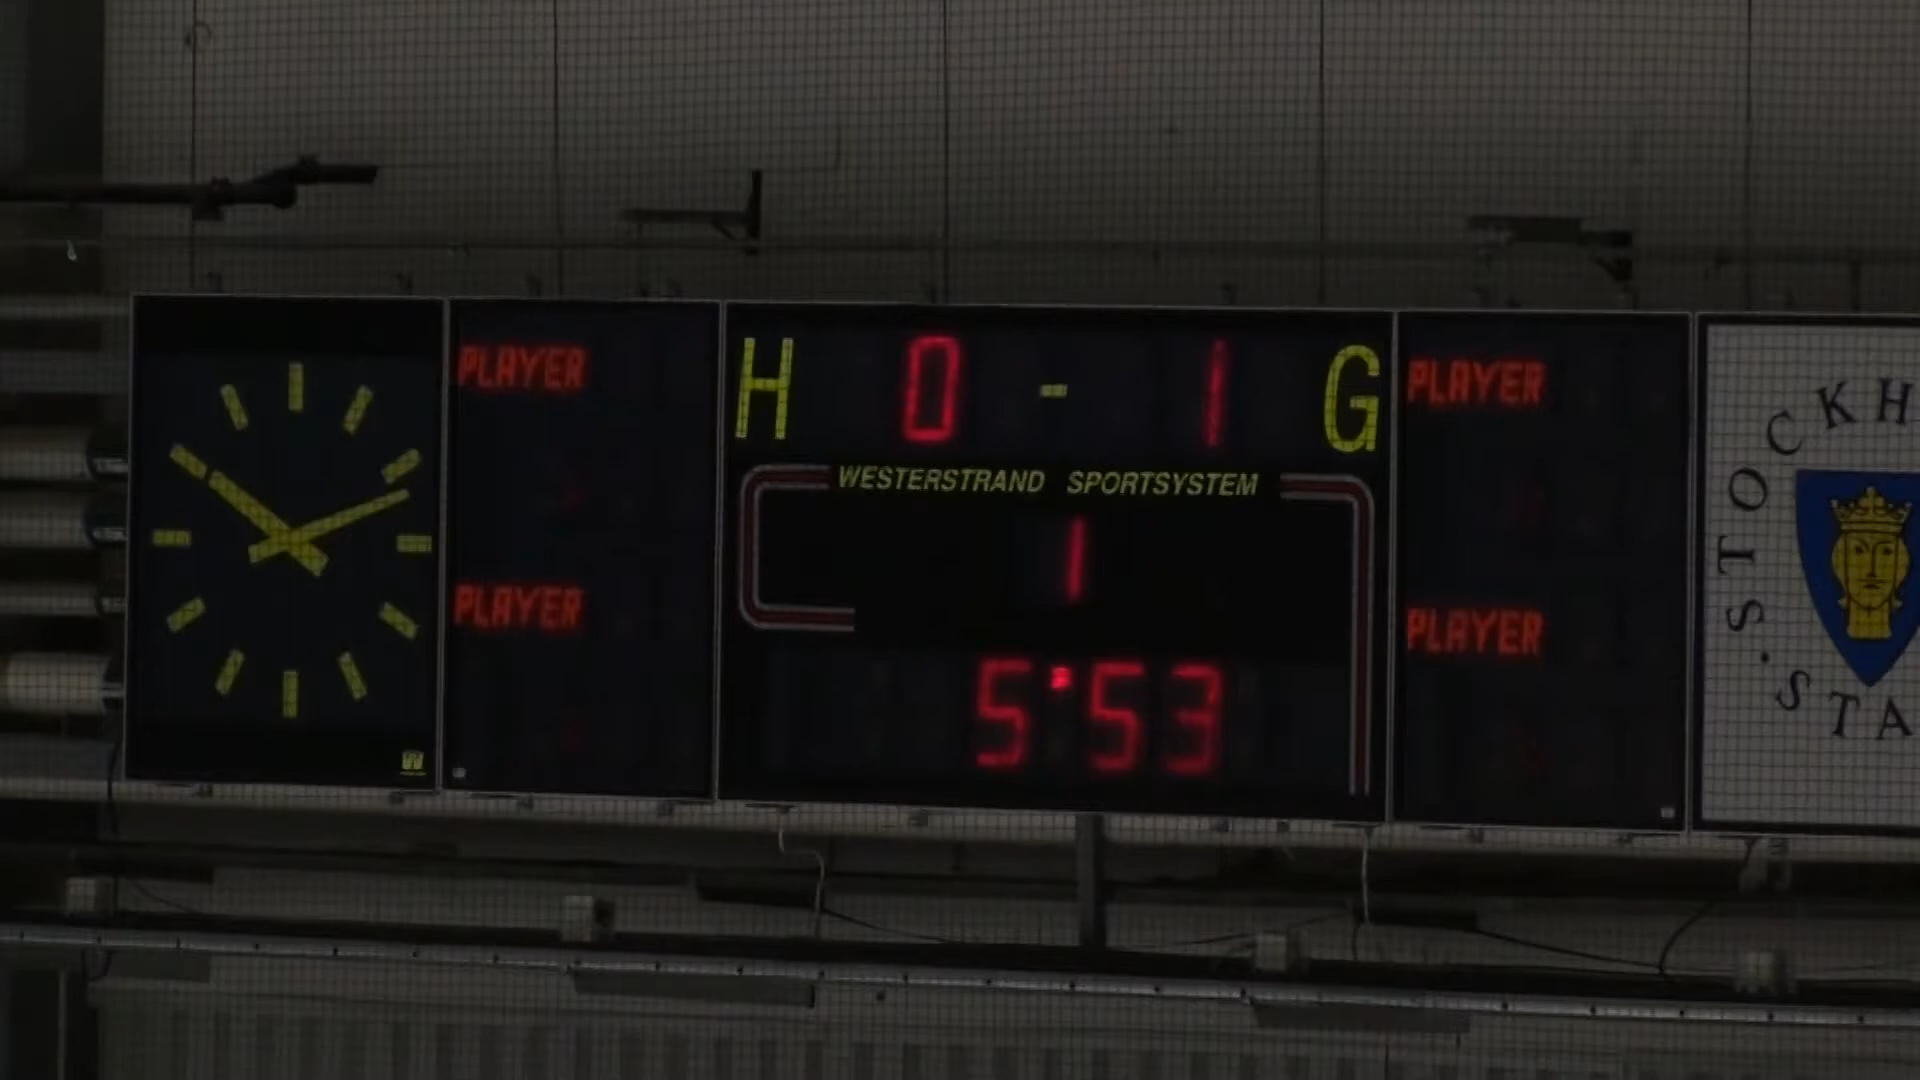 PLAYER
PLAYER
H 0 - 1 G
WESTERSTRAND SPORTSYSTEM
1
5:53
PLAYER
PLAYER
STOCKH
S:STA